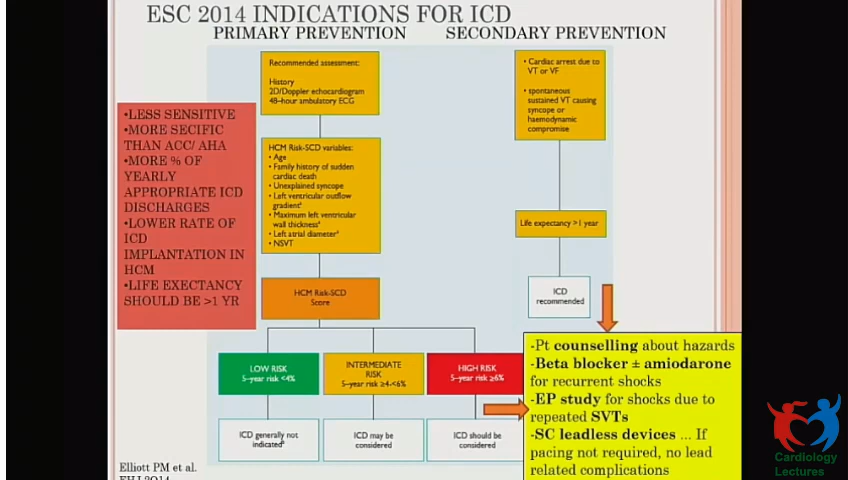 ESC 2014 INDICATIONS FOR ICD
PRIMARY PREVENTION
SECONDARY PREVENTION
•LESS SENSITIVE
•MORE SECIFIC
THAN ACC/ AHA
•MORE % OF
YEARLY
APPROPRIATE ICD
DISCHARGES
•LOWER RATE OF
ICD
IMPLANTATION IN
HCM
•LIFE EXECTANCY
SHOULD BE >1 YR
Recommended assessment:
History
2D/Doppler echocardiogram
48–hour ambulatory ECG
HCM Risk-SCD variables:
• Age
• Family history of sudden
cardiac death
• Unexplained syncope
• Left ventricular outflow
gradientª
• Maximum left ventricular
wall thicknessª
• Left atrial diameterª
• NSVT
HCM Risk-SCD
Score
LOW RISK
5–year risk <4%
INTERMEDIATE
RISK
5–year risk ≥4–<6%
HIGH RISK
5–year risk ≥6%
ICD generally not
indicatedᵇ
ICD may be
considered
ICD should be
considered
• Cardiac arrest due to
VT or VF
• spontaneous
sustained VT causing
syncope or
haemodynamic
compromise
Life expectancy >1 year
ICD
recommended
-Pt counselling about hazards
-Beta blocker ± amiodarone
for recurrent shocks
-EP study for shocks due to
repeated SVTs
-SC leadless devices ... If
pacing not required, no lead
related complications
Elliott PM et al.
EHJ 2014
Cardiology
Lectures